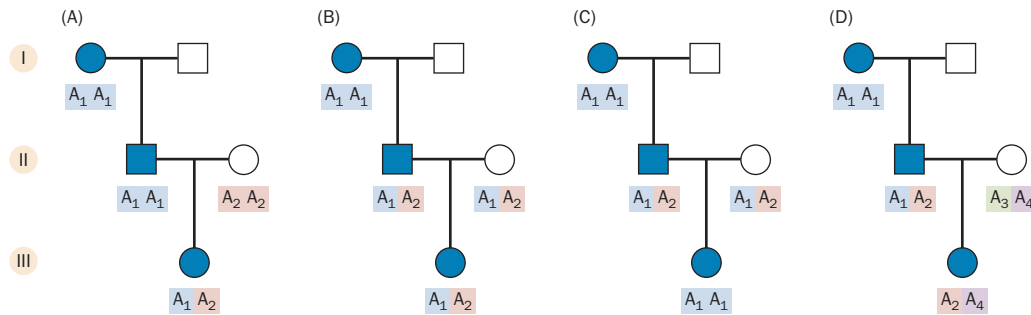 (A) (B) (C) (D)
I
A₁ A₁ A₁ A₁ A₁ A₁ A₁ A₁
II
A₁ A₁ A₂ A₂ A₁ A₂ A₁ A₂ A₁ A₂ A₁ A₂ A₁ A₂ A₃ A₄
III
A₁ A₂ A₁ A₂ A₁ A₁ A₂ A₄